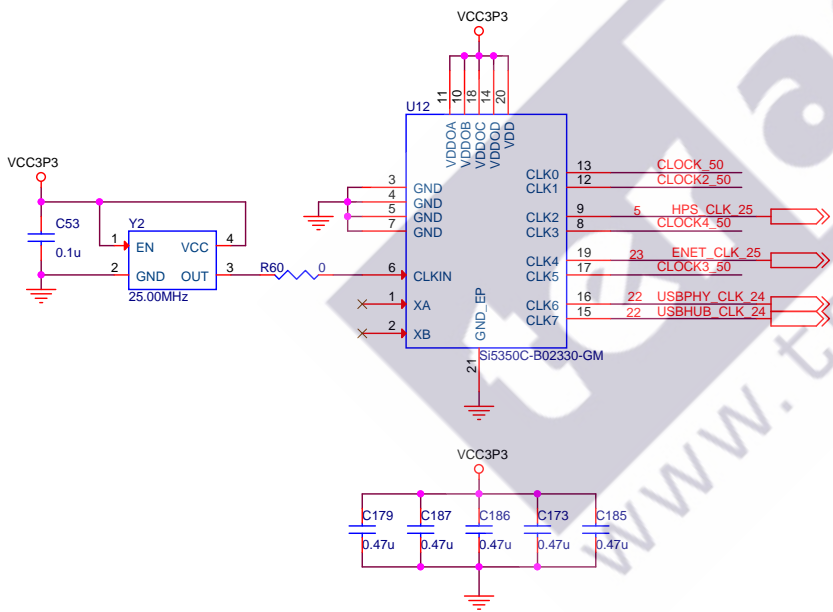 VCC3P3
11
10
18
14
20
U12
VDDOA
VDDOB
VDDOC
VDDOD
VDD
VCC3P3
C53
0.1u
Y2
1 EN VCC 4
2 GND OUT 3
25.00MHz
R60 0
3 GND
4 GND
5 GND
7 GND
6 CLKIN
1 XA
2 XB
GND_EP
21
CLK0 13 CLOCK_50
CLK1 12 CLOCK2_50
CLK2 9 5 HPS_CLK_25
CLK3 8 CLOCK4_50
CLK4 19 23 ENET_CLK_25
CLK5 17 CLOCK3_50
CLK6 16 22 USBPHY_CLK_24
CLK7 15 22 USBHUB_CLK_24
Si5350C-B02330-GM
VCC3P3
C179 C187 C186 C173 C185
0.47u 0.47u 0.47u 0.47u 0.47u
www.t